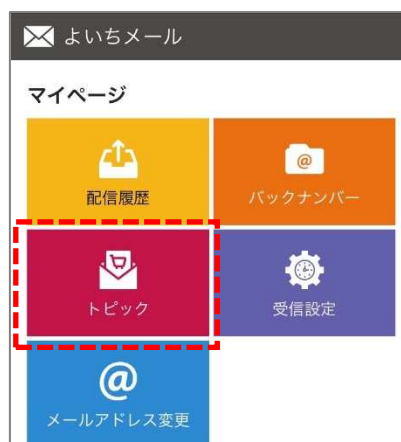 よいちメール
マイページ
配信履歴
@
バックナンバー
トピック
受信設定
@
メールアドレス変更